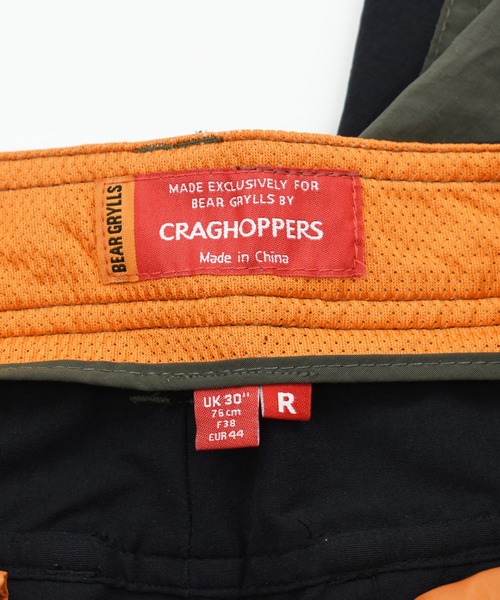 BEAR GRYLLS
MADE EXCLUSIVELY FOR
BEAR GRYLLS BY
CRAGHOPPERS
Made in China
UK 30"
76cm
F38
EUR 44
R